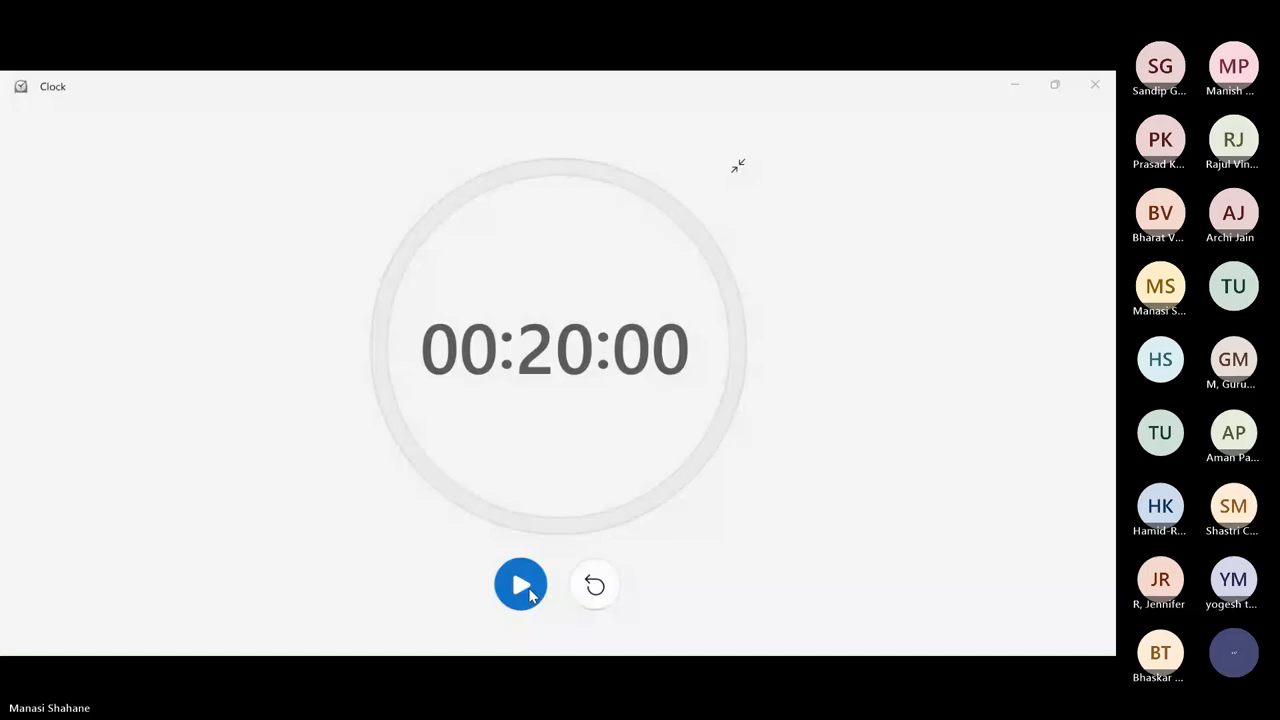 Clock
00:20:00
SG MP
Sandip G... Manish ...
PK RJ
Prasad K... Rajul Vin...
BV AJ
Bharat V... Archi Jain
MS TU
Manasi S...
HS GM
M, Guru...
TU AP
Aman Pa...
HK SM
Hamid-R... Shastri C...
JR YM
R, Jennifer yogesh t...
BT
Bhaskar ...
Manasi Shahane